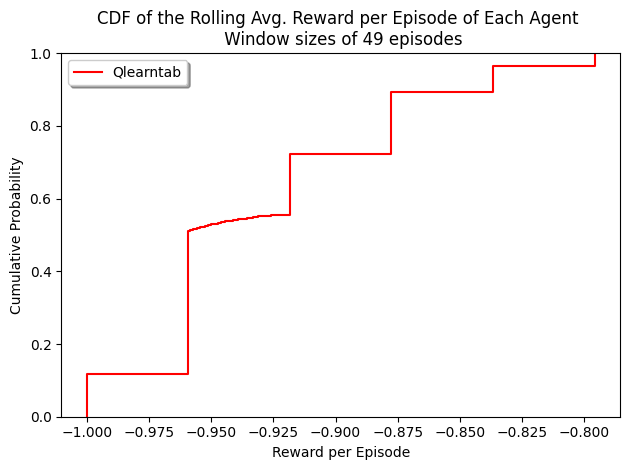 CDF of the Rolling Avg. Reward per Episode of Each Agent
Window sizes of 49 episodes
Qlearntab
1.0
0.8
0.6
0.4
0.2
0.0
Cumulative Probability
−1.000 −0.975 −0.950 −0.925 −0.900 −0.875 −0.850 −0.825 −0.800
Reward per Episode